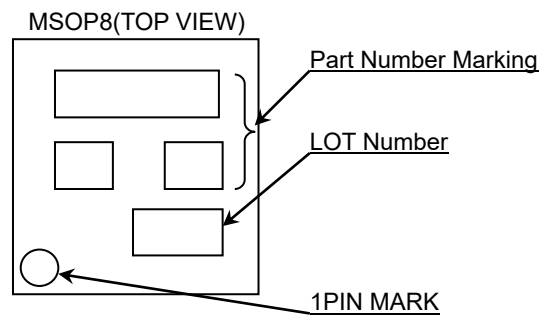 MSOP8(TOP VIEW)
Part Number Marking
LOT Number
1PIN MARK